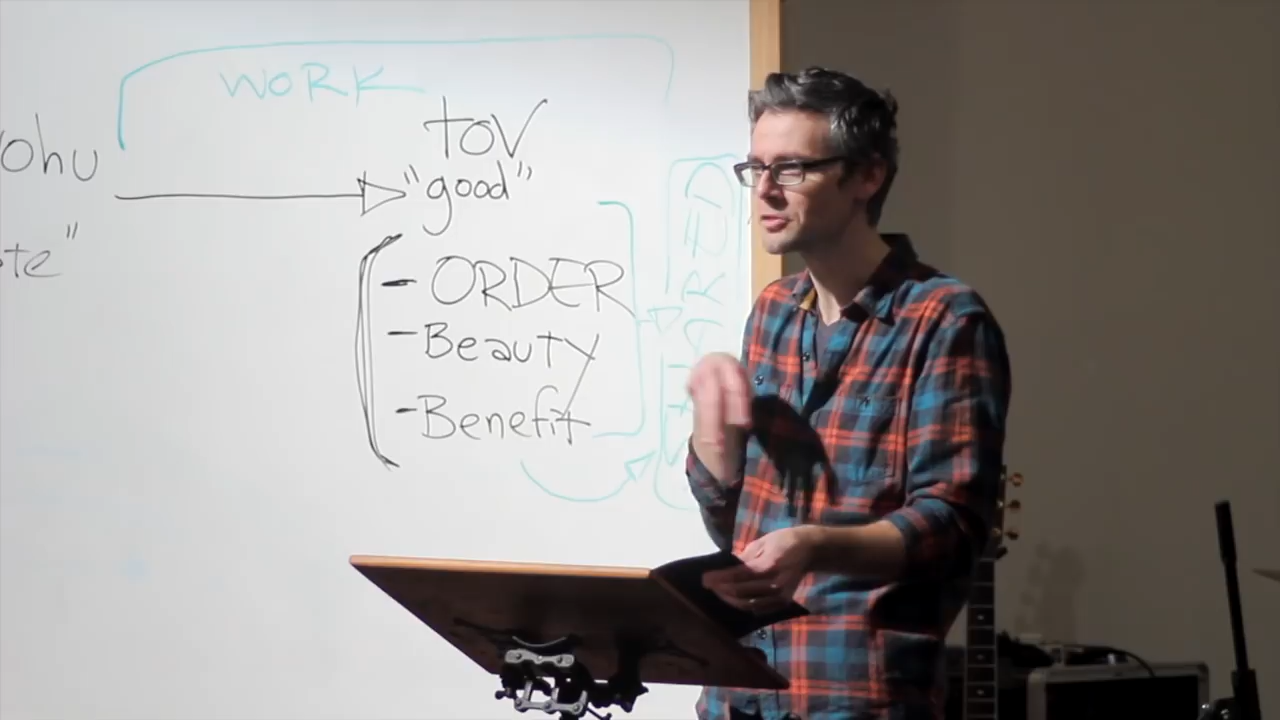 WORK
ohu
tov
"good"
te"
- ORDER
- Beauty
- Benefit